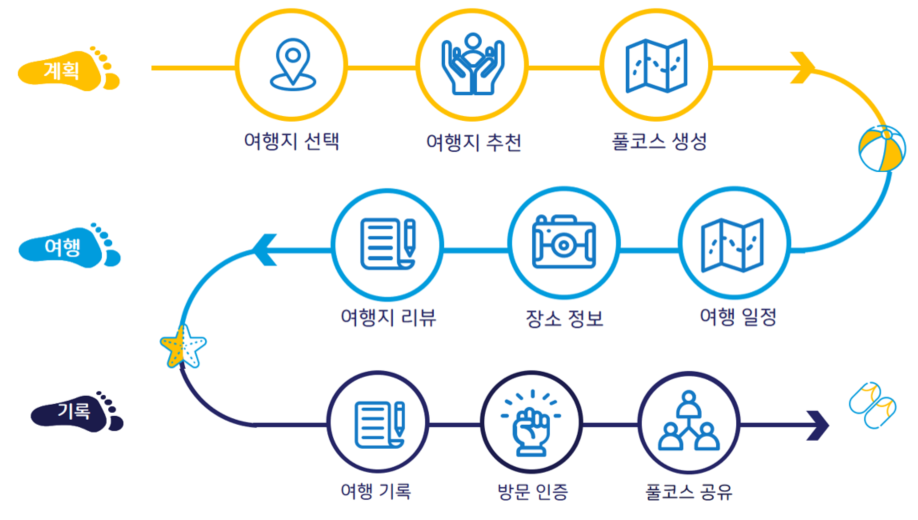 계획
여행지 선택
여행지 추천
풀코스 생성
여행
여행지 리뷰
장소 정보
여행 일정
기록
여행 기록
방문 인증
풀코스 공유